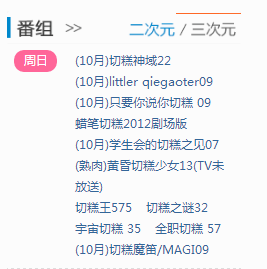 番组 >> 二次元 / 三次元
周日 (10月)切糕神域22
(10月)littler qiegaoter09
(10月)只要你说你切糕 09
蜡笔切糕2012剧场版
(10月)学生会的切糕之见07
(熟肉)黄昏切糕少女13(TV未
放送)
切糕王575 切糕之谜32
宇宙切糕 35 全职切糕 57
(10月)切糕魔笛/MAGI09